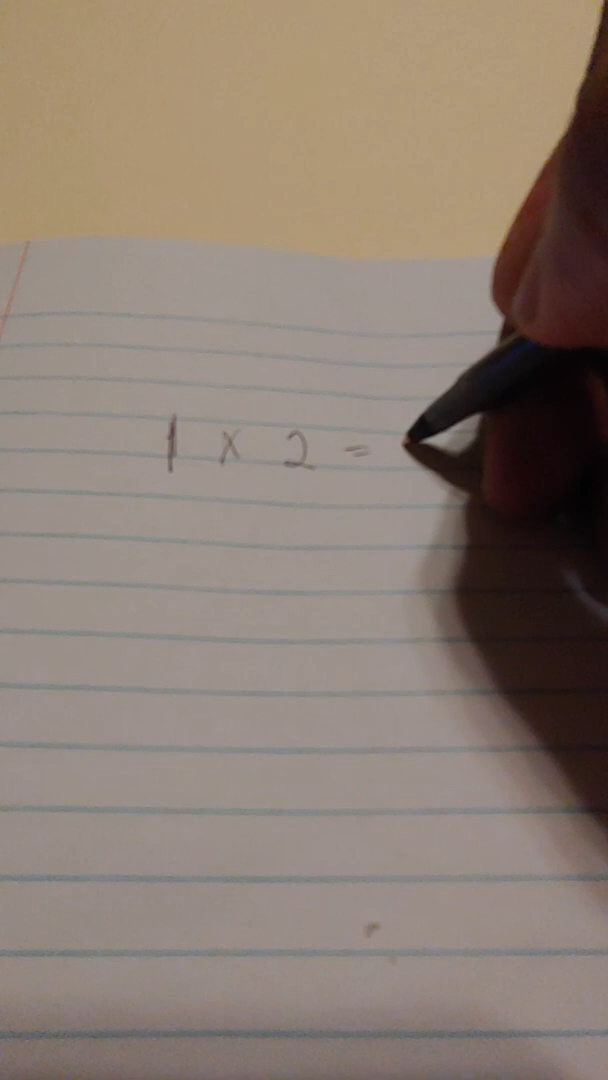 1 x 2 =